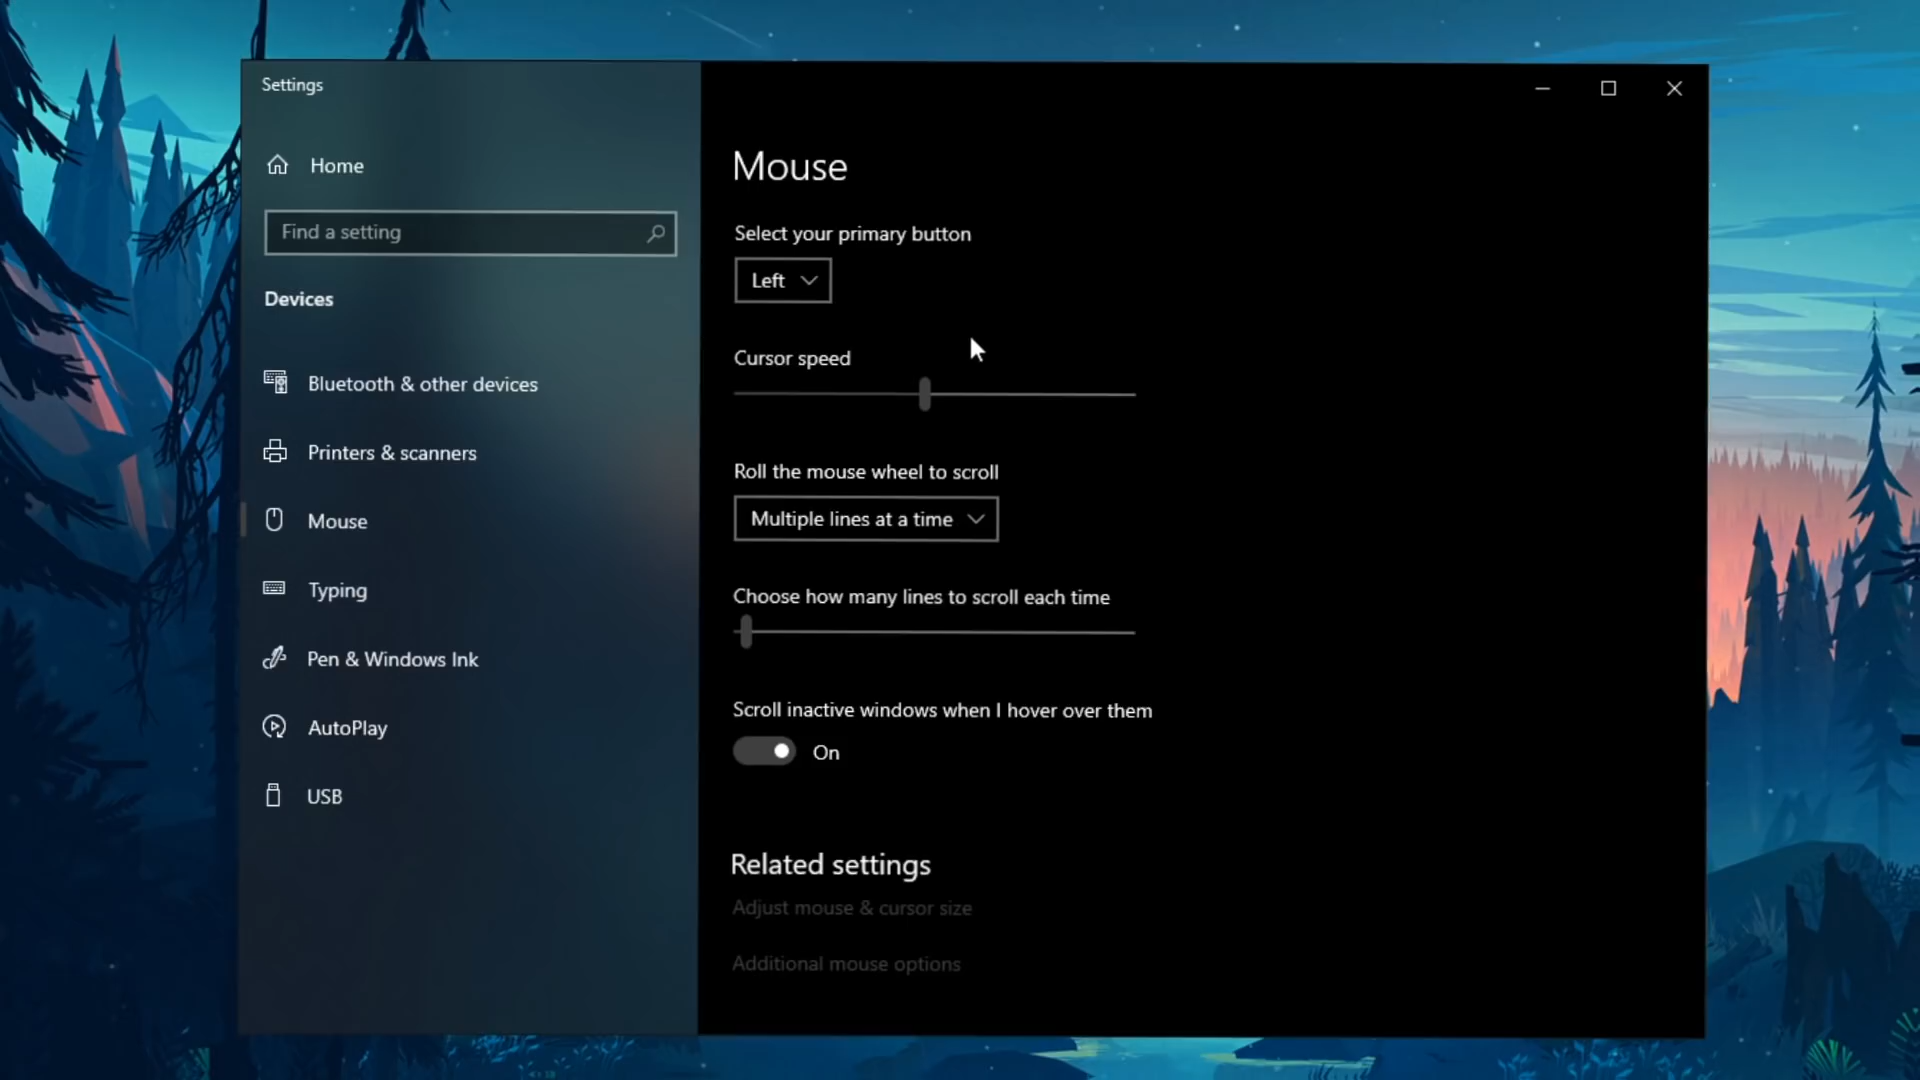 Settings
Home
Find a setting
Devices
Bluetooth & other devices
Printers & scanners
Mouse
Typing
Pen & Windows Ink
AutoPlay
USB
Mouse
Select your primary button
Left
Cursor speed
Roll the mouse wheel to scroll
Multiple lines at a time
Choose how many lines to scroll each time
Scroll inactive windows when I hover over them
On
Related settings
Adjust mouse & cursor size
Additional mouse options